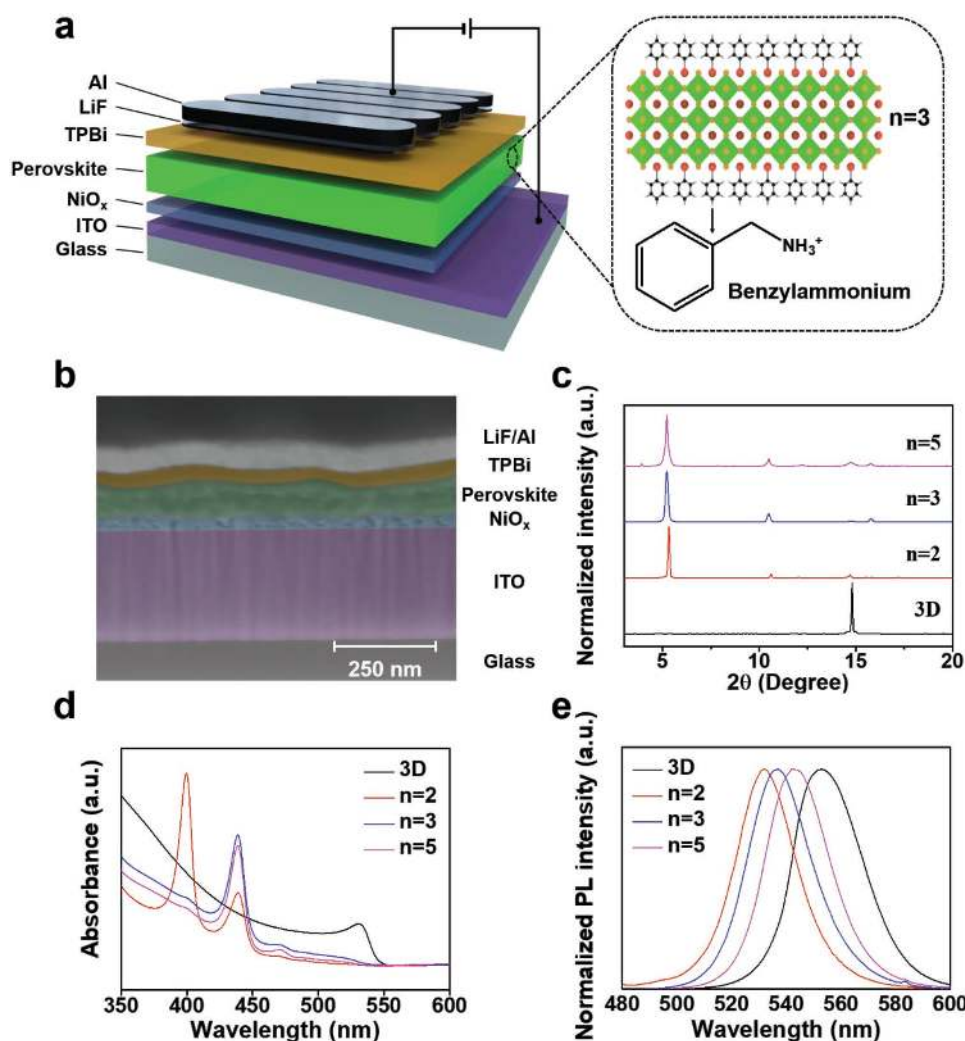 a
Al
LiF
TPBi
Perovskite
NiOx
ITO
Glass
n=3
NH3+
Benzylammonium
b
LiF/Al
TPBi
Perovskite
NiOx
ITO
Glass
250 nm
c
Normalized intensity (a.u.)
n=5
n=3
n=2
3D
5 10 15 20
2θ (Degree)
d
Absorbance (a.u.)
3D
n=2
n=3
n=5
350 400 450 500 550 600
Wavelength (nm)
e
Normalized PL intensity (a.u.)
3D
n=2
n=3
n=5
480 500 520 540 560 580 600
Wavelength (nm)